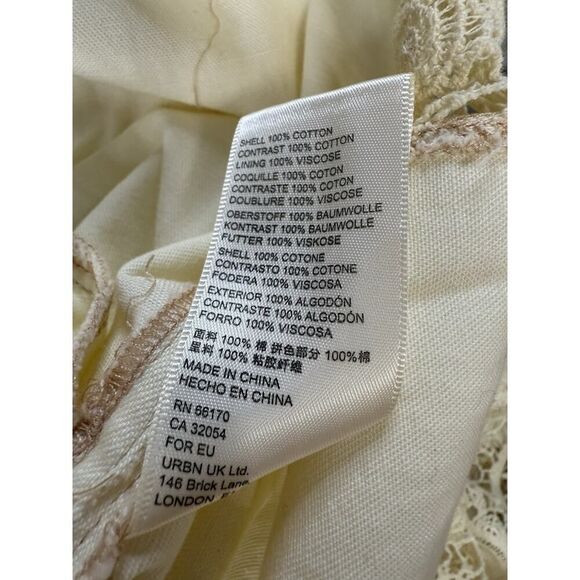 SHELL 100% COTTON
CONTRAST 100% COTTON
LINING 100% VISCOSE
COQUILLE 100% COTON
CONTRASTE 100% COTON
DOUBLURE 100% VISCOSE
OBERSTOFF 100% BAUMWOLLE
KONTRAST 100% BAUMWOLLE
FUTTER 100% VISKOSE
SHELL 100% COTONE
CONTRASTO 100% COTONE
FODERA 100% VISCOSA
EXTERIOR 100% ALGODÓN
CONTRASTE 100% ALGODÓN
FORRO 100% VISCOSA
面料 100% 棉 拼色部分 100%棉
里料 100% 粘胶纤维
MADE IN CHINA
HECHO EN CHINA
RN 66170
CA 32054
FOR EU
URBN UK Ltd.
146 Brick Lane
LONDON,